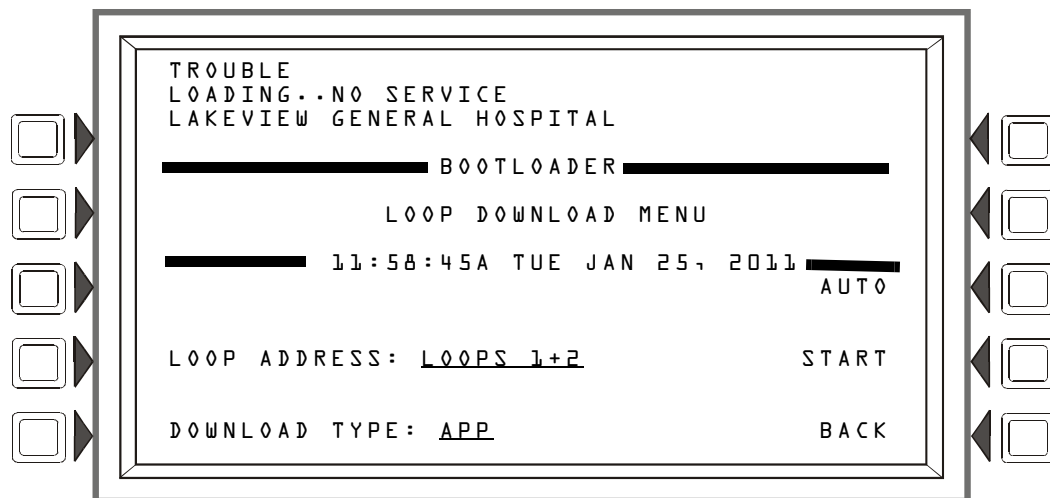 TROUBLE
LOADING..NO SERVICE
LAKEVIEW GENERAL HOSPITAL
BOOTLOADER
LOOP DOWNLOAD MENU
11:58:45A TUE JAN 25, 2011
AUTO
LOOP ADDRESS: LOOPS 1+2 START
DOWNLOAD TYPE: APP BACK